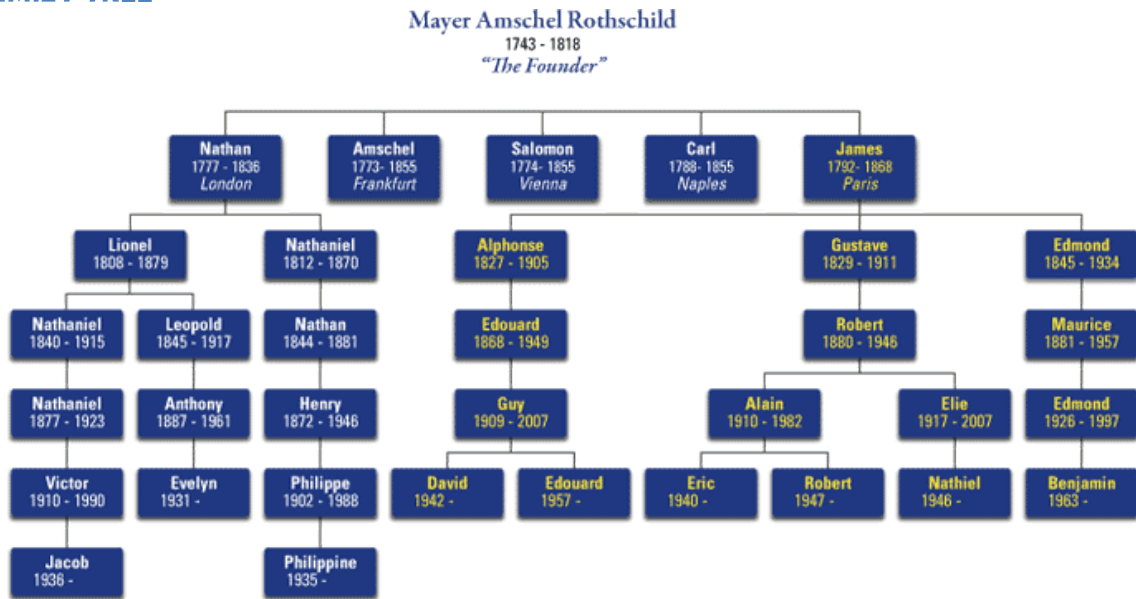 Mayer Amschel Rothschild
1743 - 1818
“The Founder”
Nathan
1777 - 1836
London
Amschel
1773- 1855
Frankfurt
Salomon
1774- 1855
Vienna
Carl
1788- 1855
Naples
James
1792- 1868
Paris
Lionel
1808 - 1879
Nathaniel
1812 - 1870
Alphonse
1827 - 1905
Gustave
1829 - 1911
Edmond
1845 - 1934
Nathaniel
1840 - 1915
Leopold
1845 - 1917
Nathan
1844 - 1881
Edouard
1868 - 1949
Robert
1880 - 1946
Maurice
1881 - 1957
Nathaniel
1877 - 1923
Anthony
1887 - 1961
Henry
1872 - 1946
Guy
1909 - 2007
Alain
1910 - 1982
Elie
1917 - 2007
Edmond
1926 - 1997
Victor
1910 - 1990
Evelyn
1931 -
Philippe
1902 - 1988
David
1942 -
Edouard
1957 -
Eric
1940 -
Robert
1947 -
Nathiel
1946 -
Benjamin
1963 -
Jacob
1936 -
Philippine
1935 -